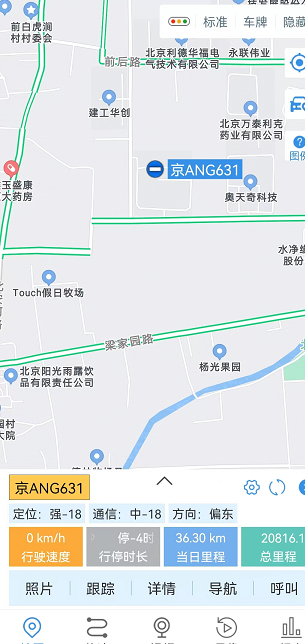 标准 车牌 隐藏
前白虎涧
村村委会
北京利德华福电
气技术有限公司
永联伟业
前后路
建工华创
北京万泰利克
药业有限公司
图例
京ANG631
玉盛康
大药房
奥天奇科技
水净
股份
Touch假日牧场
梁家园路
杨光果园
北京阳光雨露饮
品有限责任公司
园村
大院
京ANG631
定位：强-18 通信：中-18 方向：偏东
0 km/h
行驶速度
停-4时
行停时长
36.30 km
当日里程
20816.1
总里程
照片 跟踪 详情 导航 呼叫